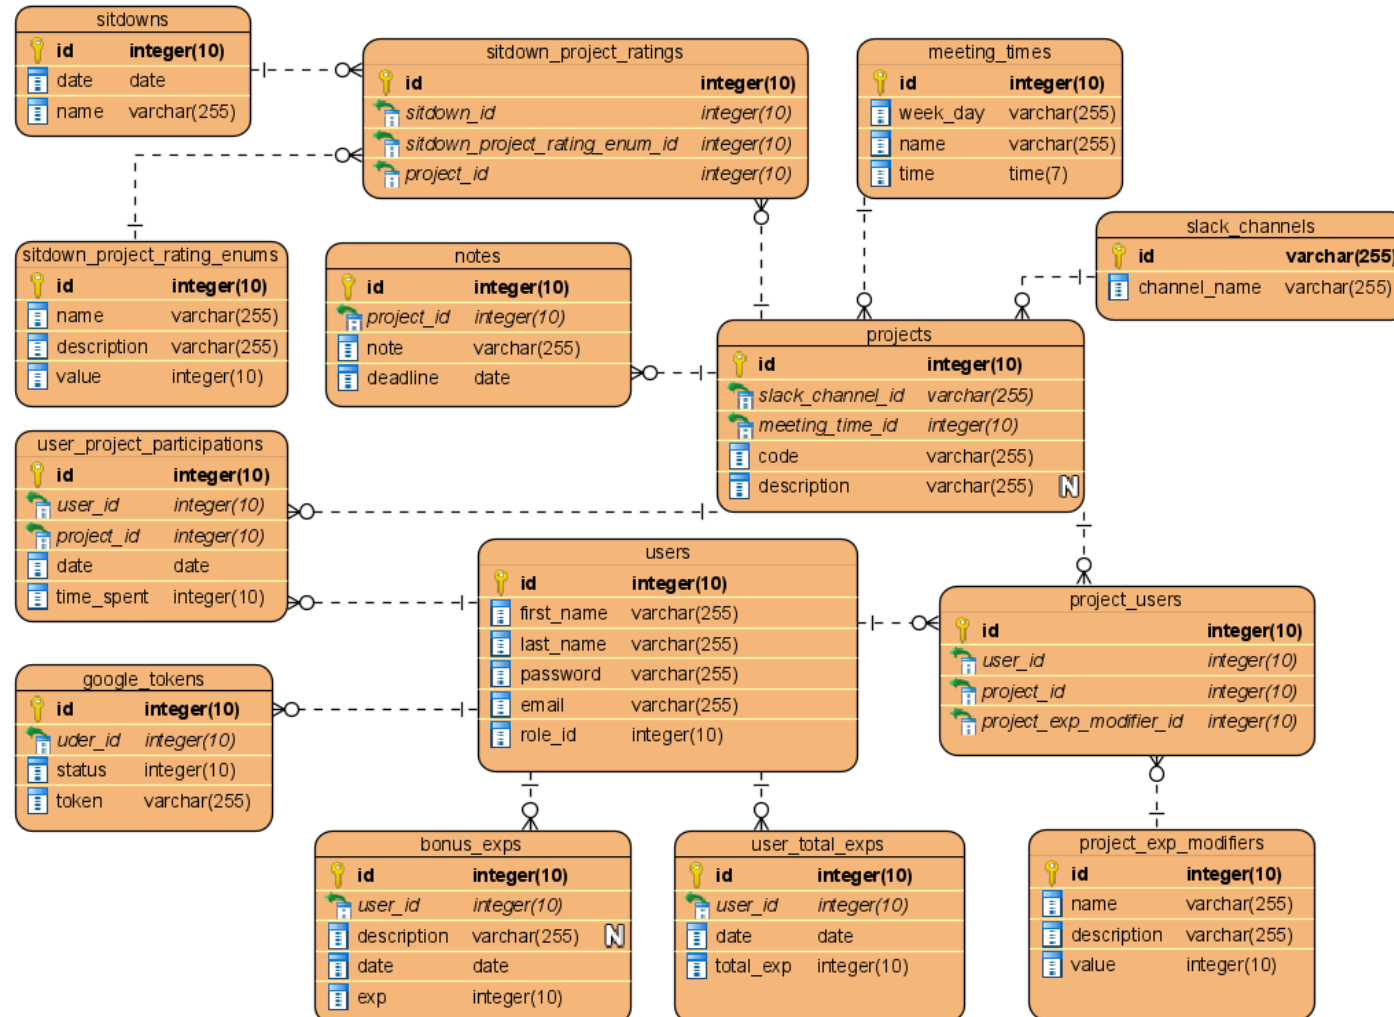 sitdowns
id integer(10)
date date
name varchar(255)
sitdown_project_ratings
id integer(10)
sitdown_id integer(10)
sitdown_project_rating_enum_id integer(10)
project_id integer(10)
meeting_times
id integer(10)
week_day varchar(255)
name varchar(255)
time time(7)
slack_channels
id varchar(255)
channel_name varchar(255)
sitdown_project_rating_enums
id integer(10)
name varchar(255)
description varchar(255)
value integer(10)
notes
id integer(10)
project_id integer(10)
note varchar(255)
deadline date
projects
id integer(10)
slack_channel_id varchar(255)
meeting_time_id integer(10)
code varchar(255)
description varchar(255) N
user_project_participations
id integer(10)
user_id integer(10)
project_id integer(10)
date date
time_spent integer(10)
users
id integer(10)
first_name varchar(255)
last_name varchar(255)
password varchar(255)
email varchar(255)
role_id integer(10)
project_users
id integer(10)
user_id integer(10)
project_id integer(10)
project_exp_modifier_id integer(10)
google_tokens
id integer(10)
uder_id integer(10)
status integer(10)
token varchar(255)
bonus_exps
id integer(10)
user_id integer(10)
description varchar(255) N
date date
exp integer(10)
user_total_exps
id integer(10)
user_id integer(10)
date date
total_exp integer(10)
project_exp_modifiers
id integer(10)
name varchar(255)
description varchar(255)
value integer(10)